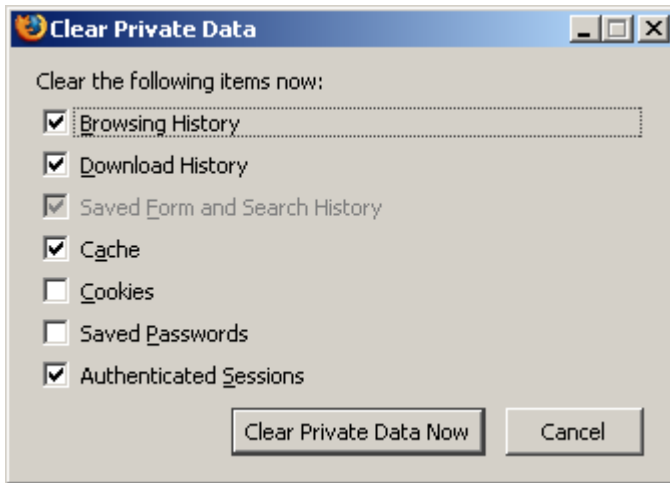 Clear Private Data
Clear the following items now:
Browsing History
Download History
Saved Form and Search History
Cache
Cookies
Saved Passwords
Authenticated Sessions
Clear Private Data Now Cancel